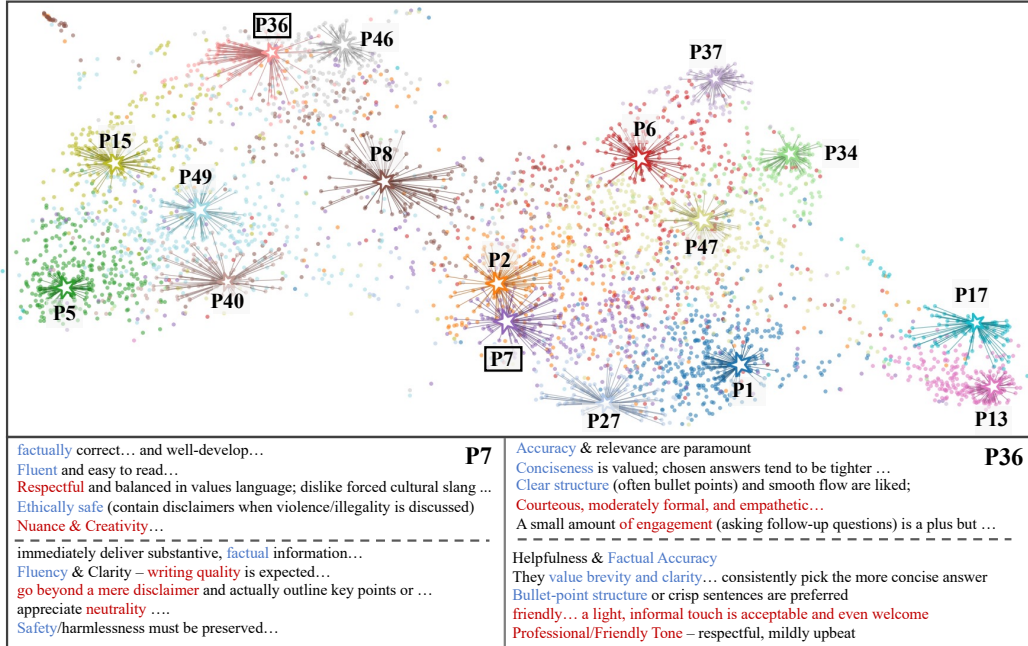 P36
P46
P37
P15
P8
P6
P34
P49
P47
P2
P40
P5
P17
P7
P1
P27
P13
P7
factually correct… and well-develop…
Fluent and easy to read…
Respectful and balanced in values language; dislike forced cultural slang ...
Ethically safe (contain disclaimers when violence/illegality is discussed)
Nuance & Creativity…
immediately deliver substantive, factual information…
Fluency & Clarity – writing quality is expected…
go beyond a mere disclaimer and actually outline key points or …
appreciate neutrality ….
Safety/harmlessness must be preserved…
P36
Accuracy & relevance are paramount
Conciseness is valued; chosen answers tend to be tighter …
Clear structure (often bullet points) and smooth flow are liked;
Courteous, moderately formal, and empathetic…
A small amount of engagement (asking follow-up questions) is a plus but …
Helpfulness & Factual Accuracy
They value brevity and clarity… consistently pick the more concise answer
Bullet-point structure or crisp sentences are preferred
friendly… a light, informal touch is acceptable and even welcome
Professional/Friendly Tone – respectful, mildly upbeat